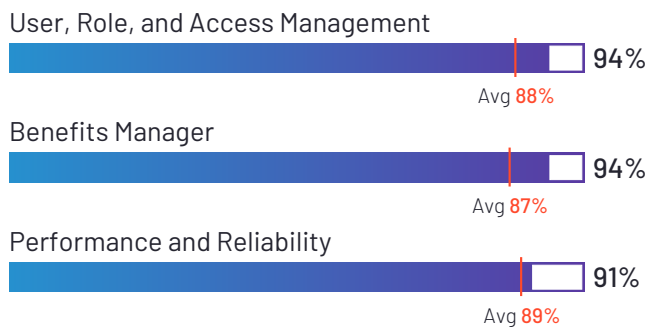 User, Role, and Access Management
94%
Avg 88%
Benefits Manager
94%
Avg 87%
Performance and Reliability
91%
Avg 89%